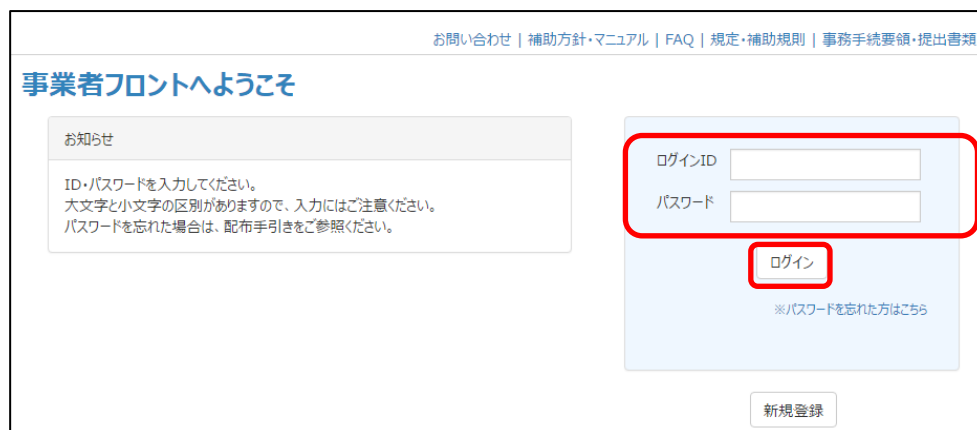 お問い合わせ | 補助方針・マニュアル | FAQ | 規定・補助規則 | 事務手続要領・提出書類
事業者フロントへようこそ
お知らせ
ID・パスワードを入力してください。
大文字と小文字の区別がありますので、入力にはご注意ください。
パスワードを忘れた場合は、配布手引きをご参照ください。
ログインID
パスワード
ログイン
※パスワードを忘れた方はこちら
新規登録